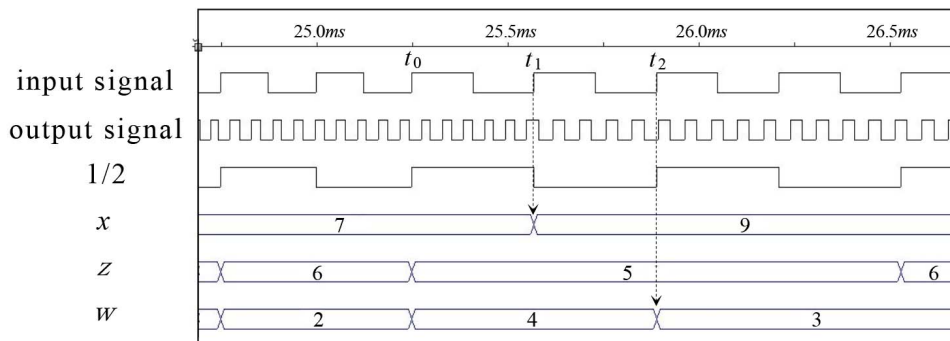 25.0ms 25.5ms 26.0ms 26.5ms
t0 t1 t2
input signal
output signal
1/2
x 7 9
z 6 5 6
w 2 4 3